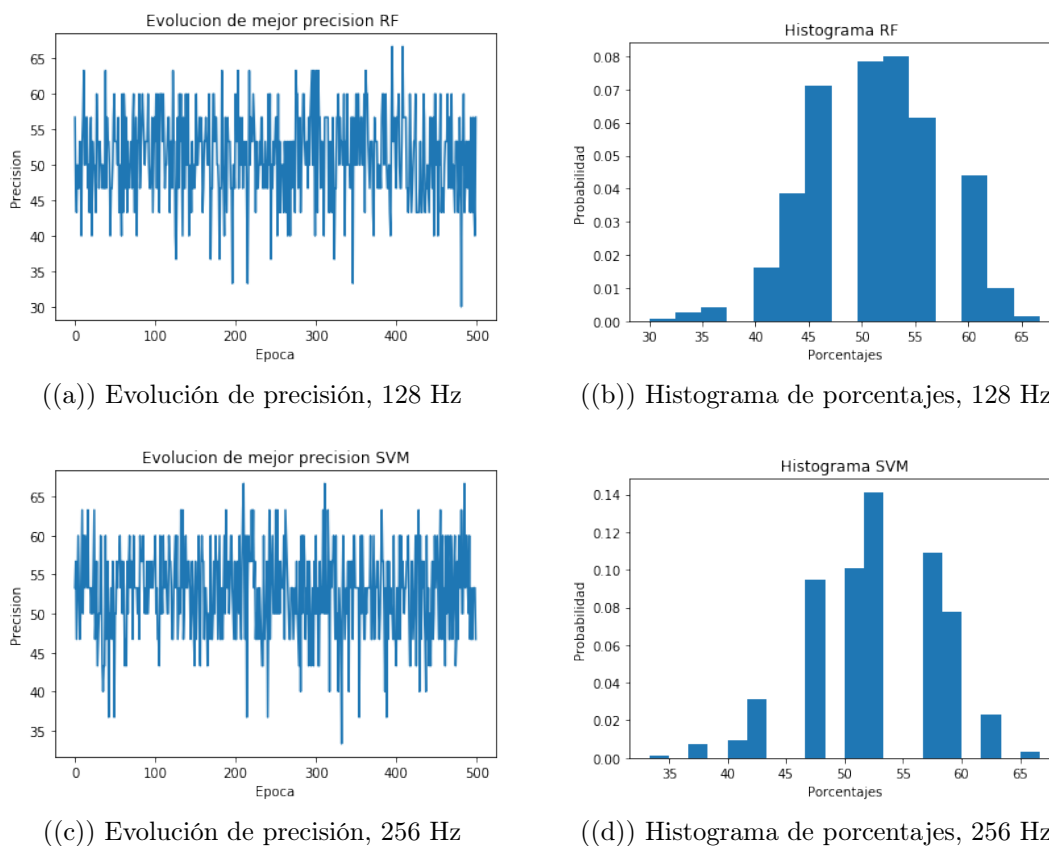 Evolucion de mejor precision RF
65
60
55
50
45
40
35
30
Precision
0 100 200 300 400 500
Epoca
((a)) Evolución de precisión, 128 Hz
Histograma RF
0.08
0.07
0.06
0.05
0.04
0.03
0.02
0.01
0.00
Probabilidad
30 35 40 45 50 55 60 65
Porcentajes
((b)) Histograma de porcentajes, 128 Hz
Evolucion de mejor precision SVM
65
60
55
50
45
40
35
Precision
0 100 200 300 400 500
Epoca
((c)) Evolución de precisión, 256 Hz
Histograma SVM
0.14
0.12
0.10
0.08
0.06
0.04
0.02
0.00
Probabilidad
35 40 45 50 55 60 65
Porcentajes
((d)) Histograma de porcentajes, 256 Hz